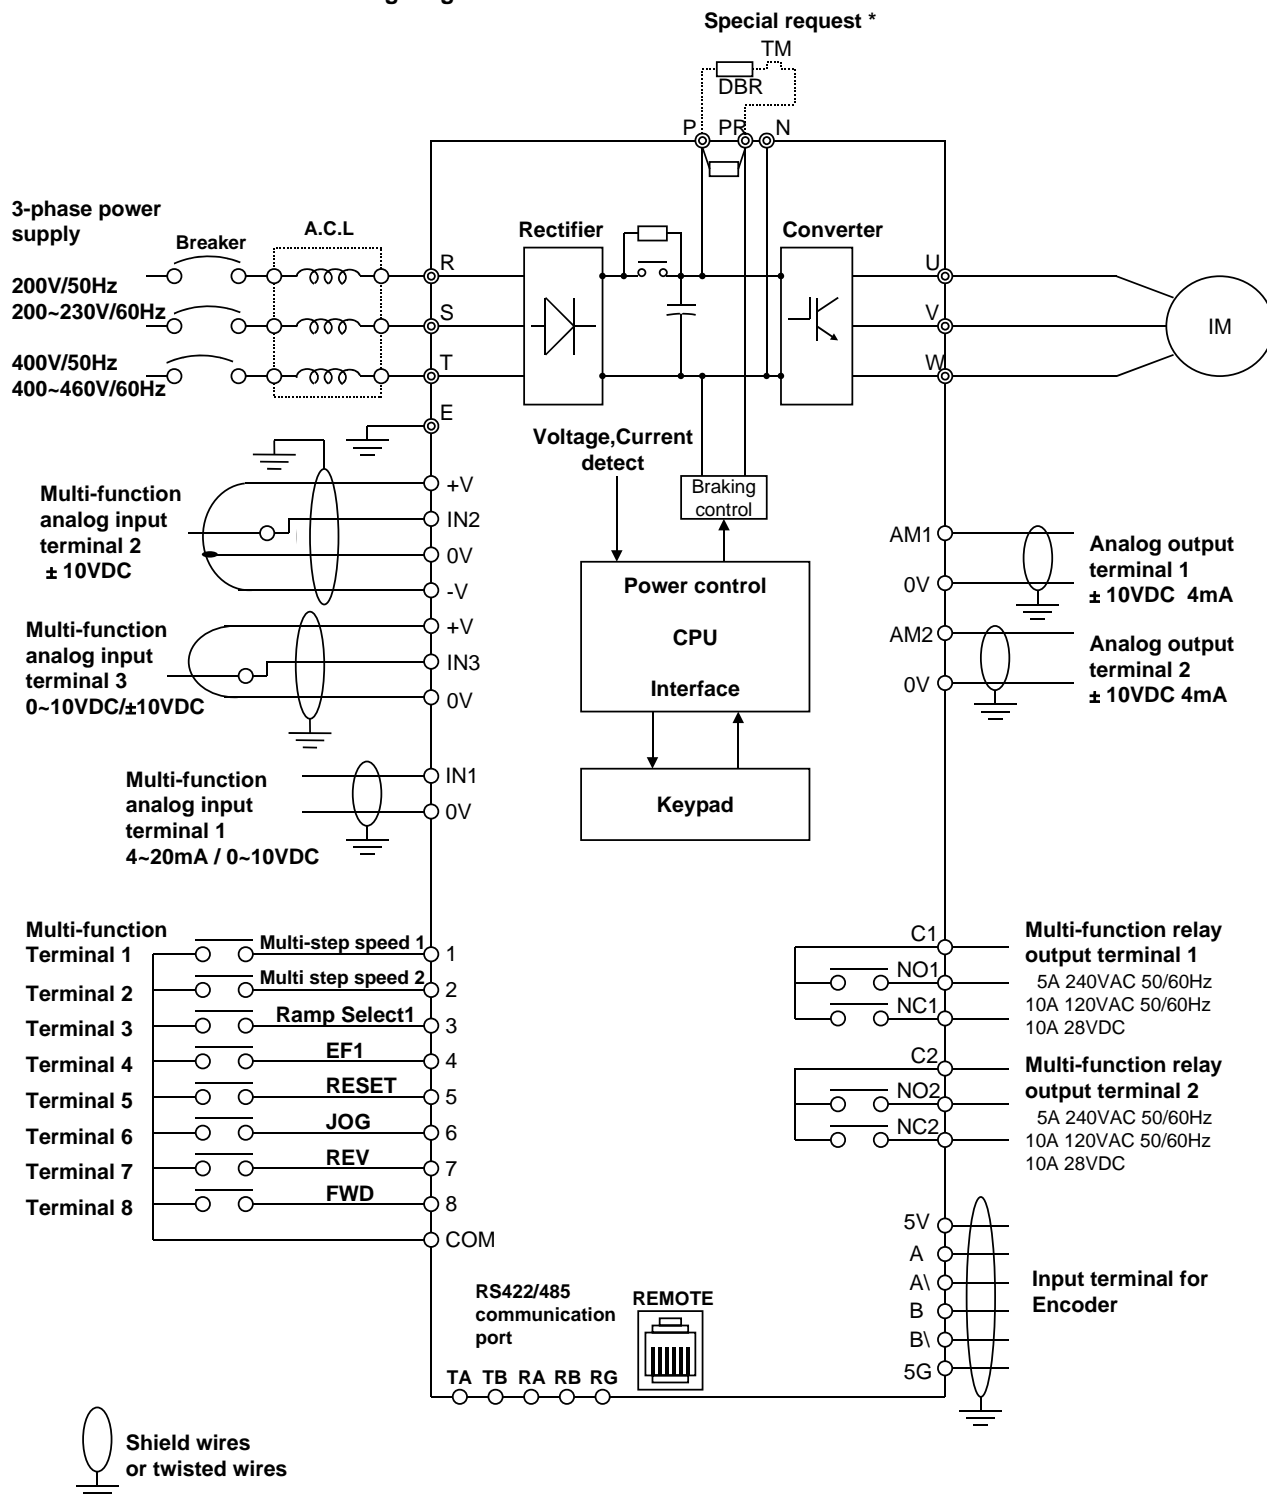 Special request *
TM
DBR
P
PR
N
3-phase power
supply
Breaker
A.C.L
200V/50Hz
200~230V/60Hz
400V/50Hz
400~460V/60Hz
R
S
T
E
Rectifier
Converter
U
V
W
IM
Voltage,Current
detect
Braking
control
Power control
CPU
Interface
Keypad
Multi-function
analog input
terminal 2
± 10VDC
+V
IN2
0V
-V
Multi-function
analog input
terminal 3
0~10VDC/±10VDC
+V
IN3
0V
Multi-function
analog input
terminal 1
4~20mA / 0~10VDC
IN1
0V
AM1
0V
Analog output
terminal 1
± 10VDC 4mA
AM2
0V
Analog output
terminal 2
± 10VDC 4mA
Multi-function
Terminal 1 Multi-step speed 1 1
Terminal 2 Multi step speed 2 2
Terminal 3 Ramp Select1 3
Terminal 4 EF1 4
Terminal 5 RESET 5
Terminal 6 JOG 6
Terminal 7 REV 7
Terminal 8 FWD 8
COM
C1
NO1
NC1
Multi-function relay
output terminal 1
5A 240VAC 50/60Hz
10A 120VAC 50/60Hz
10A 28VDC
C2
NO2
NC2
Multi-function relay
output terminal 2
5A 240VAC 50/60Hz
10A 120VAC 50/60Hz
10A 28VDC
5V
A
A\
B
B\
5G
Input terminal for
Encoder
RS422/485
communication
port
REMOTE
TA TB RA RB RG
Shield wires
or twisted wires